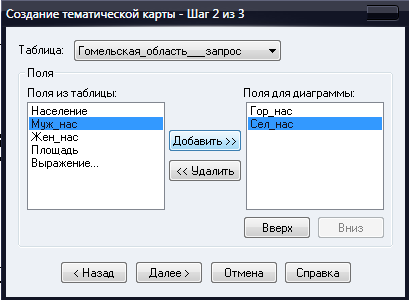 Создание тематической карты - Шаг 2 из 3
Таблица: Гомельская_область___запрос
Поля
Поля из таблицы: Поля для диаграммы:
Население
Муж_нас
Жен_нас
Площадь
Выражение...
Добавить >>
<< Удалить
Гор_нас
Сел_нас
Вверх Вниз
< Назад Далее > Отмена Справка